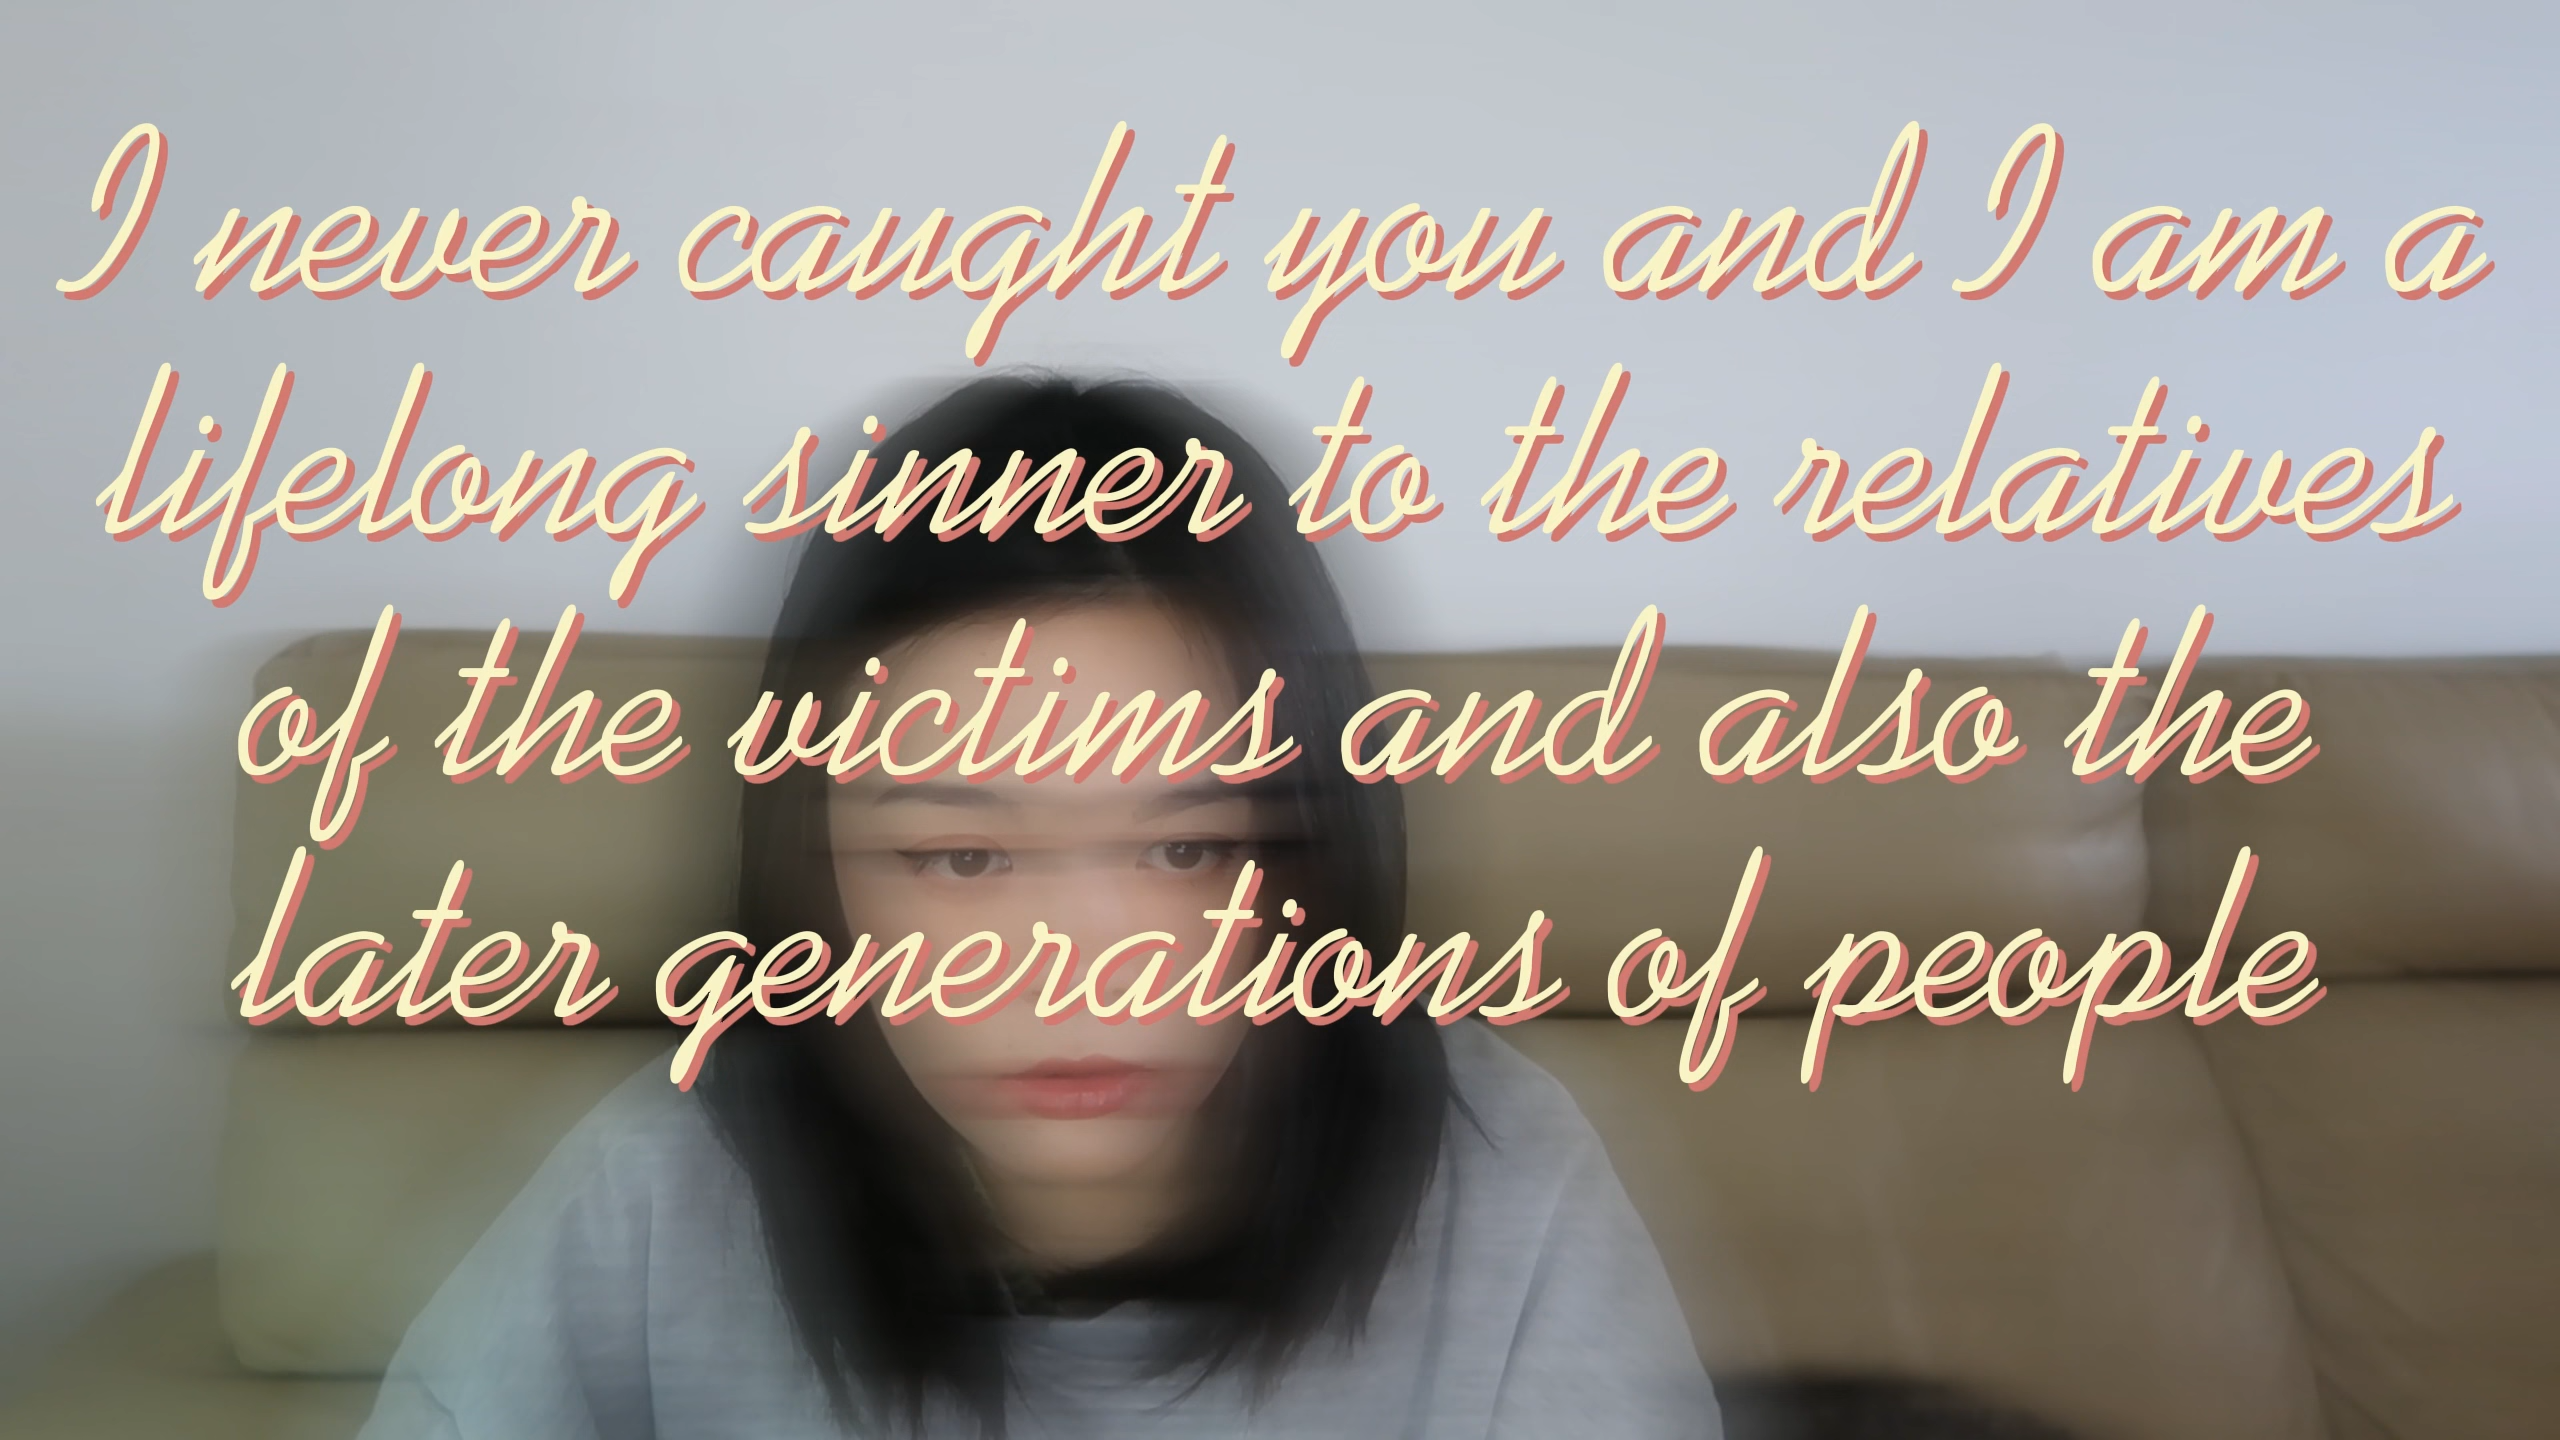 I never caught you and I am a
lifelong sinner to the relatives
of the victims and also the
later generations of people